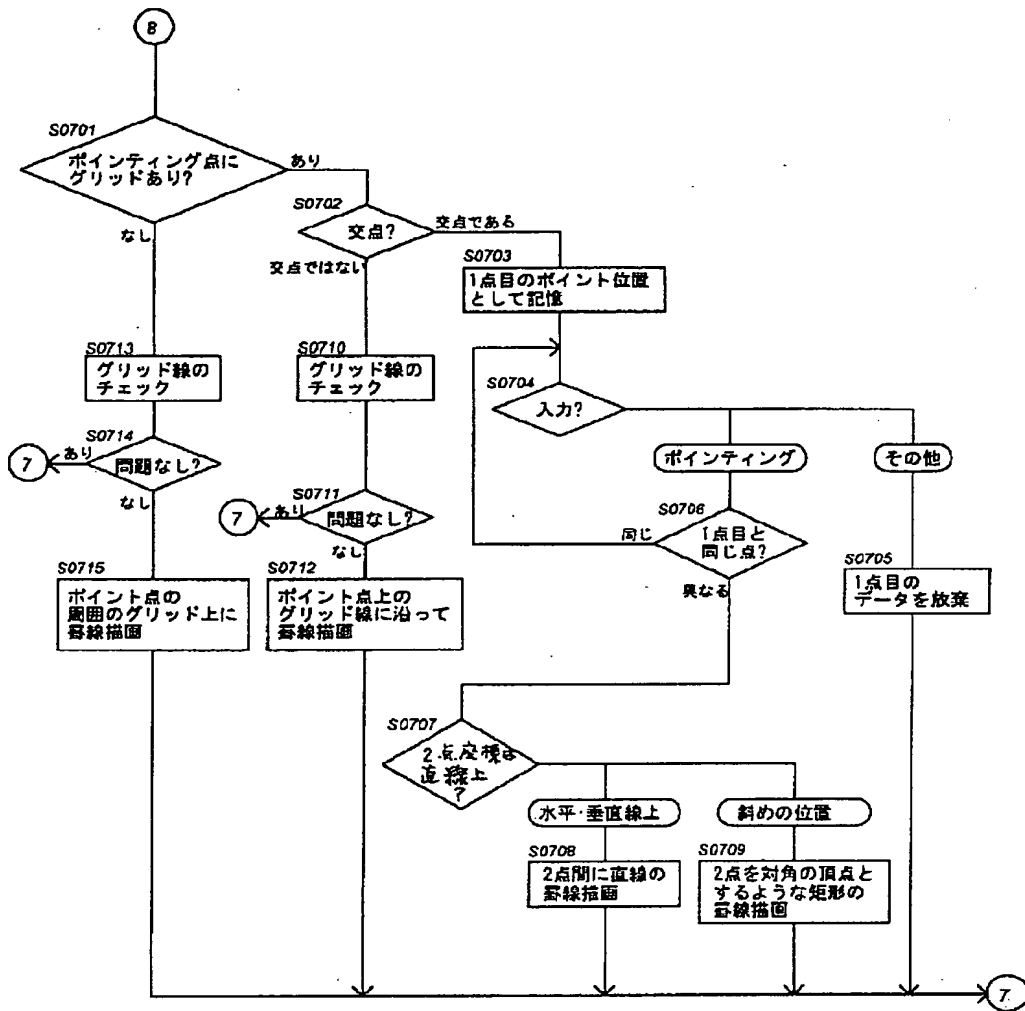 8
S0701
ポインティング点に
グリッドあり?
あり
なし
S0702
交点?
交点である
交点ではない
S0703
1点目のポイント位置
として記憶
S0713
グリッド線の
チェック
S0710
グリッド線の
チェック
S0704
入力?
S0714
問題なし?
あり
7
なし
ポインティング
その他
S0711
問題なし?
あり
7
なし
S0706
1点目と
同じ点?
同じ
異なる
S0705
1点目の
データを放棄
S0715
ポイント点の
周囲のグリッド上に
罫線描画
S0712
ポイント点上の
グリッド線に沿って
罫線描画
S0707
2点座標は
直線上
?
水平・垂直線上
斜めの位置
S0708
2点間に直線の
罫線描画
S0709
2点を対角の頂点と
するような矩形の
罫線描画
7